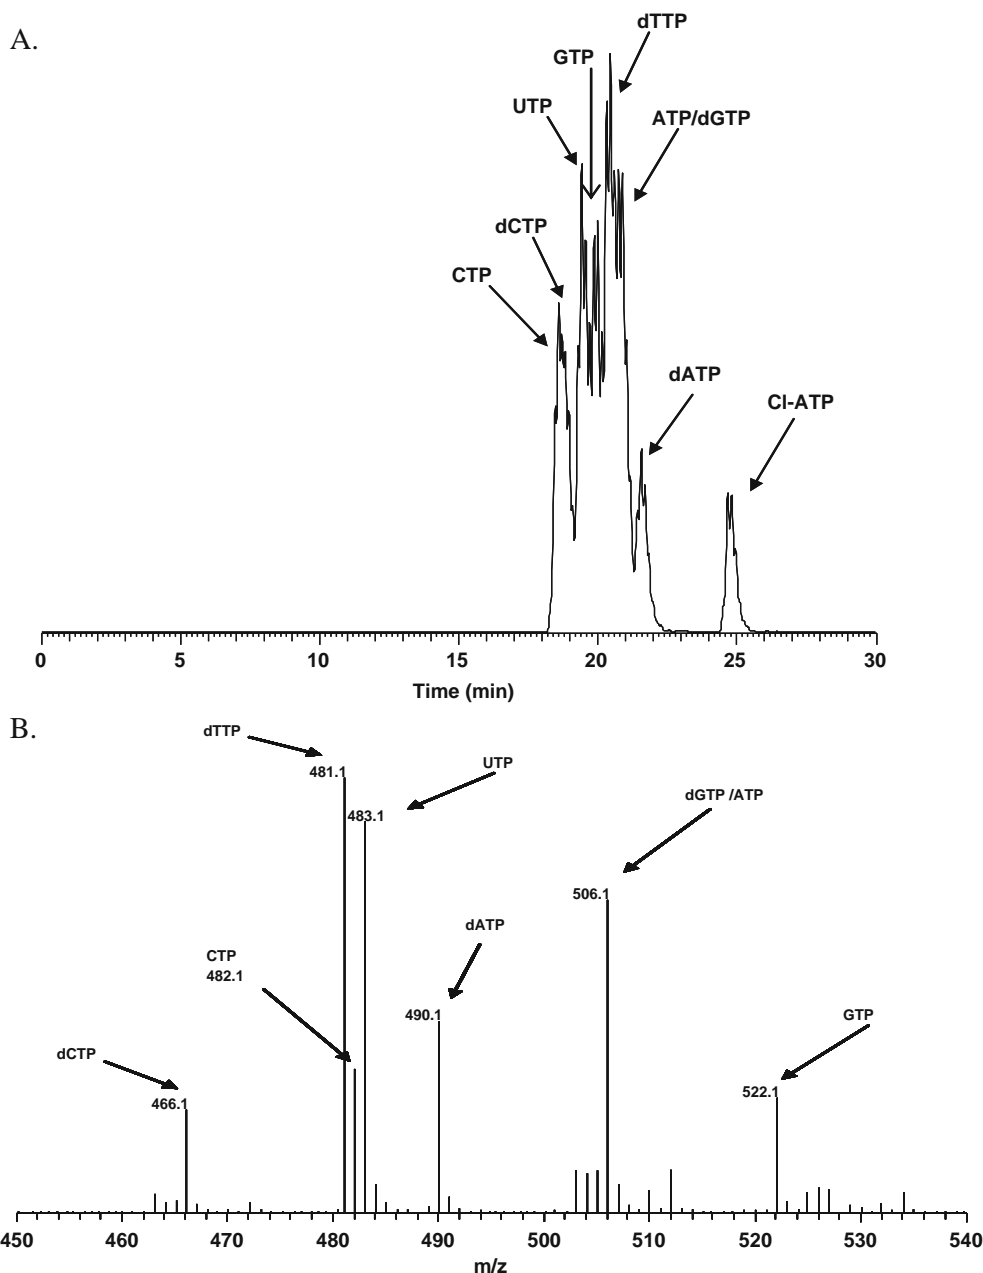 A.
dTTP
GTP
UTP
ATP/dGTP
dCTP
CTP
dATP
Cl-ATP
0 5 10 15 20 25 30
Time (min)
B.
dTTP
481.1
UTP
483.1
dGTP /ATP
506.1
dATP
490.1
CTP
482.1
GTP
522.1
dCTP
466.1
450 460 470 480 490 500 510 520 530 540
m/z